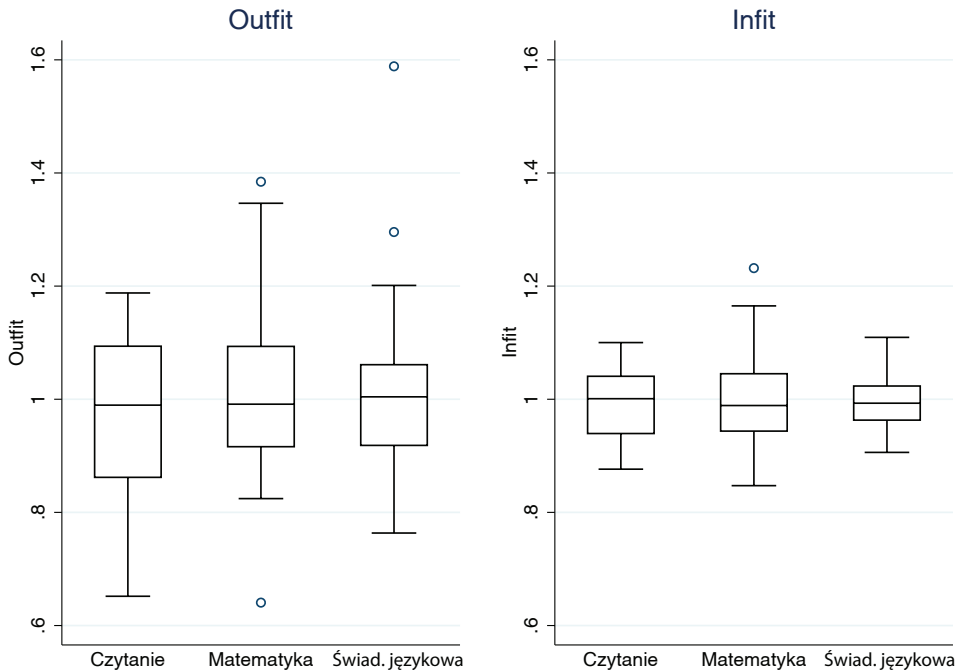 Outfit
1.6
1.4
1.2
1
.8
.6
Outfit
Czytanie Matematyka Świad. językowa
Infit
1.6
1.4
1.2
1
.8
.6
Infit
Czytanie Matematyka Świad. językowa